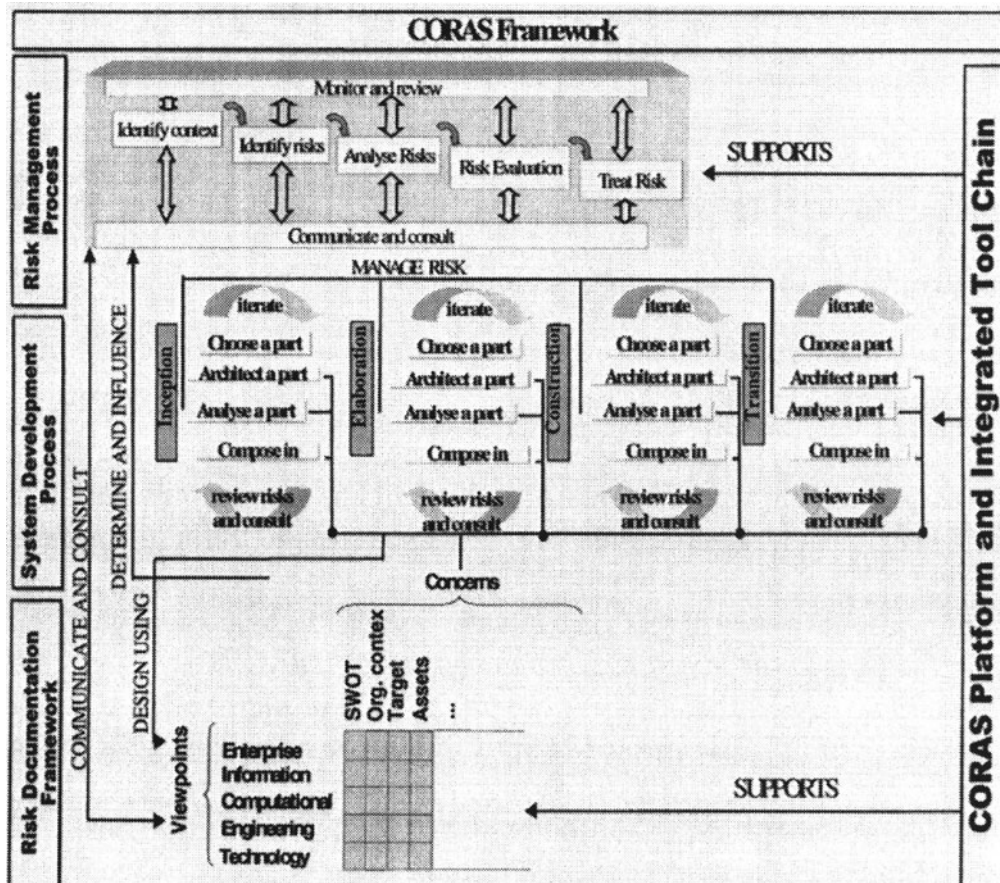 CORAS Framework
Risk Management
Process
Monitor and review
Identify context
Identify risks
Analyse Risks
Risk Evaluation
Treat Risk
Communicate and consult
SUPPORTS
MANAGE RISK
System Development
Process
Inception
iterate
Choose a part
Architect a part
Analyse a part
Compose in
review risks
and consult
Elaboration
iterate
Choose a part
Architect a part
Analyse a part
Compose in
review risks
and consult
Construction
iterate
Choose a part
Architect a part
Analyse a part
Compose in
review risks
and consult
Transition
iterate
Choose a part
Architect a part
Analyse a part
Compose in
review risks
and consult
COMMUNICATE AND CONSULT
DETERMINE AND INFLUENCE
DESIGN USING
Risk Documentation
Framework
Concerns
SWOT
Org. contex
Target
Assets
...
Viewpoints
Enterprise
Information
Computational
Engineering
Technology
SUPPORTS
CORAS Platform and Integrated Tool Chain